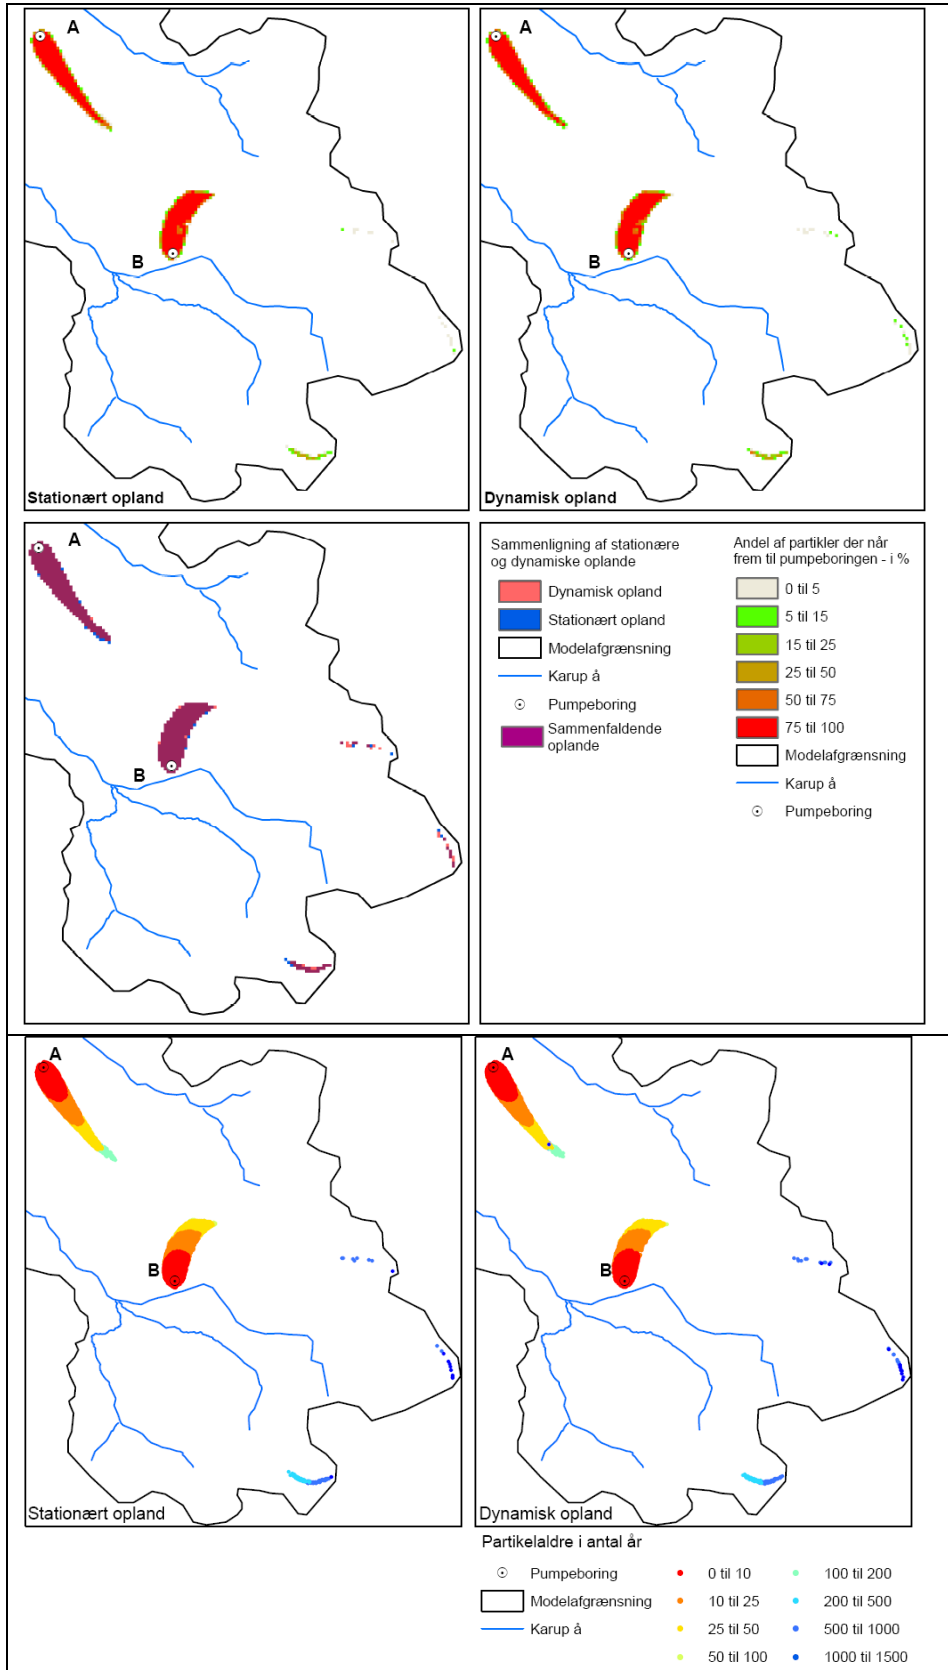 A
B
Stationært opland
A
B
Dynamisk opland
A
B
Sammenligning af stationære
og dynamiske oplande
Dynamisk opland
Stationært opland
Modelafgrænsning
Karup å
Pumpeboring
Sammenfaldende
oplande
Andel af partikler der når
frem til pumpeboringen - i %
0 til 5
5 til 15
15 til 25
25 til 50
50 til 75
75 til 100
Modelafgrænsning
Karup å
Pumpeboring
A
B
Stationært opland
A
B
Dynamisk opland
Partikelaldre i antal år
Pumpeboring
Modelafgrænsning
Karup å
0 til 10
10 til 25
25 til 50
50 til 100
100 til 200
200 til 500
500 til 1000
1000 til 1500